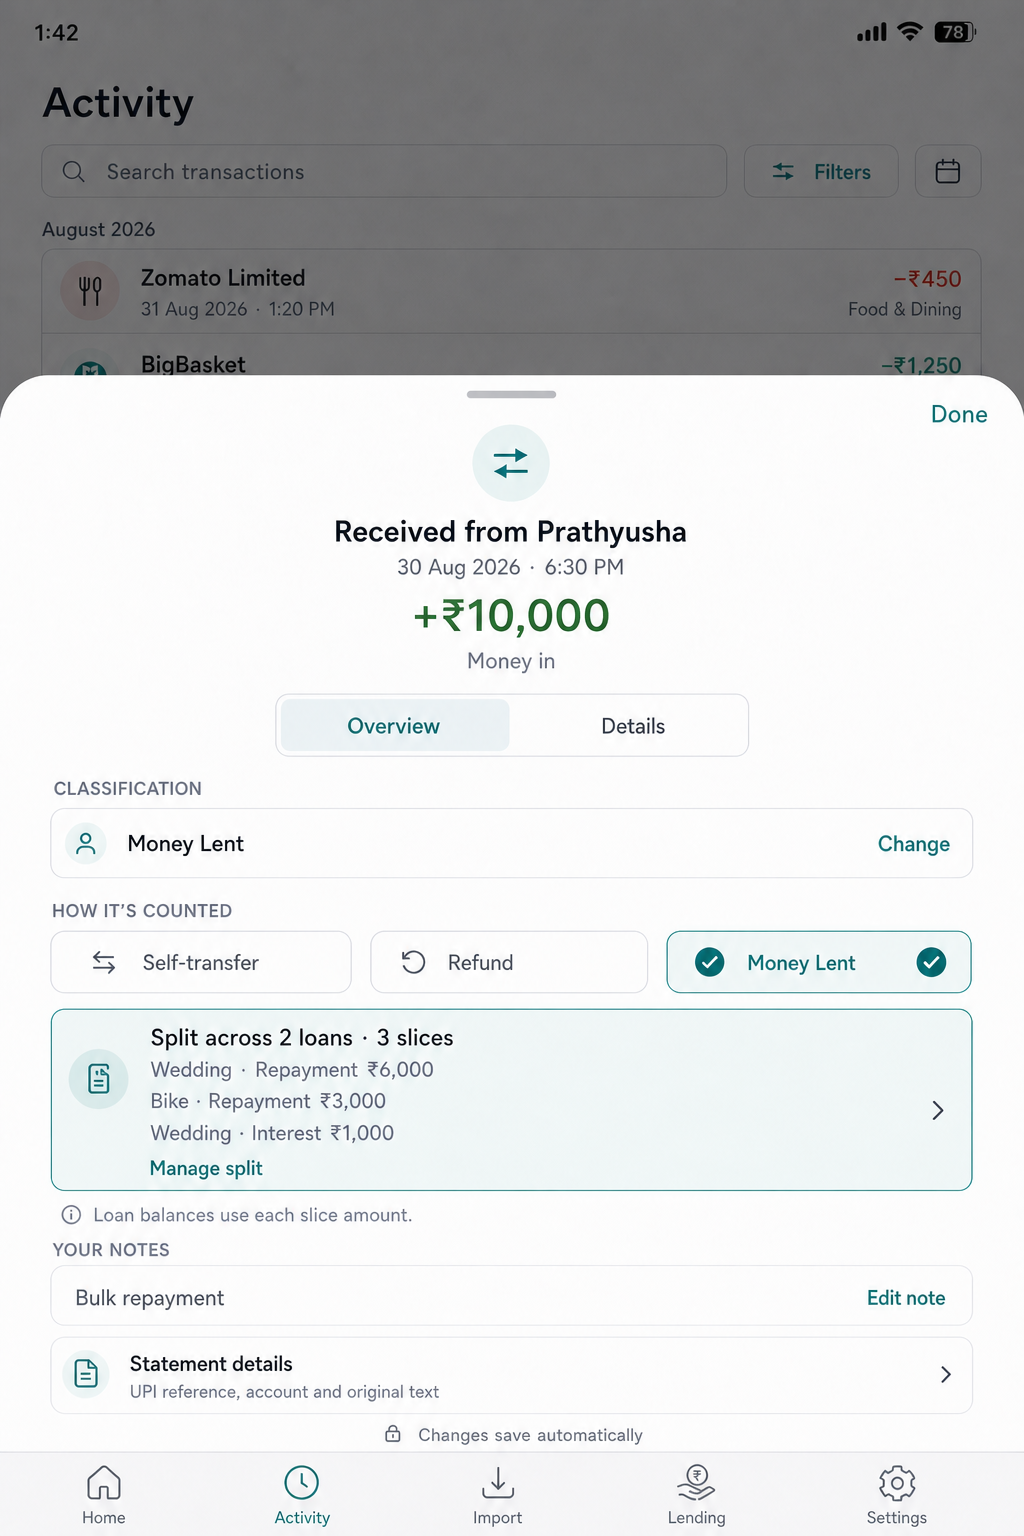 1:42
78
Activity
Search transactions
Filters
August 2026
Zomato Limited
−₹450
31 Aug 2026 · 1:20 PM
Food & Dining
BigBasket
−₹1,250
Done
Received from Prathyusha
30 Aug 2026 · 6:30 PM
+₹10,000
Money in
Overview
Details
CLASSIFICATION
Money Lent
Change
HOW IT'S COUNTED
Self-transfer
Refund
Money Lent
Split across 2 loans · 3 slices
Wedding · Repayment ₹6,000
Bike · Repayment ₹3,000
Wedding · Interest ₹1,000
Manage split
Loan balances use each slice amount.
YOUR NOTES
Bulk repayment
Edit note
Statement details
UPI reference, account and original text
Changes save automatically
Home
Activity
Import
Lending
Settings